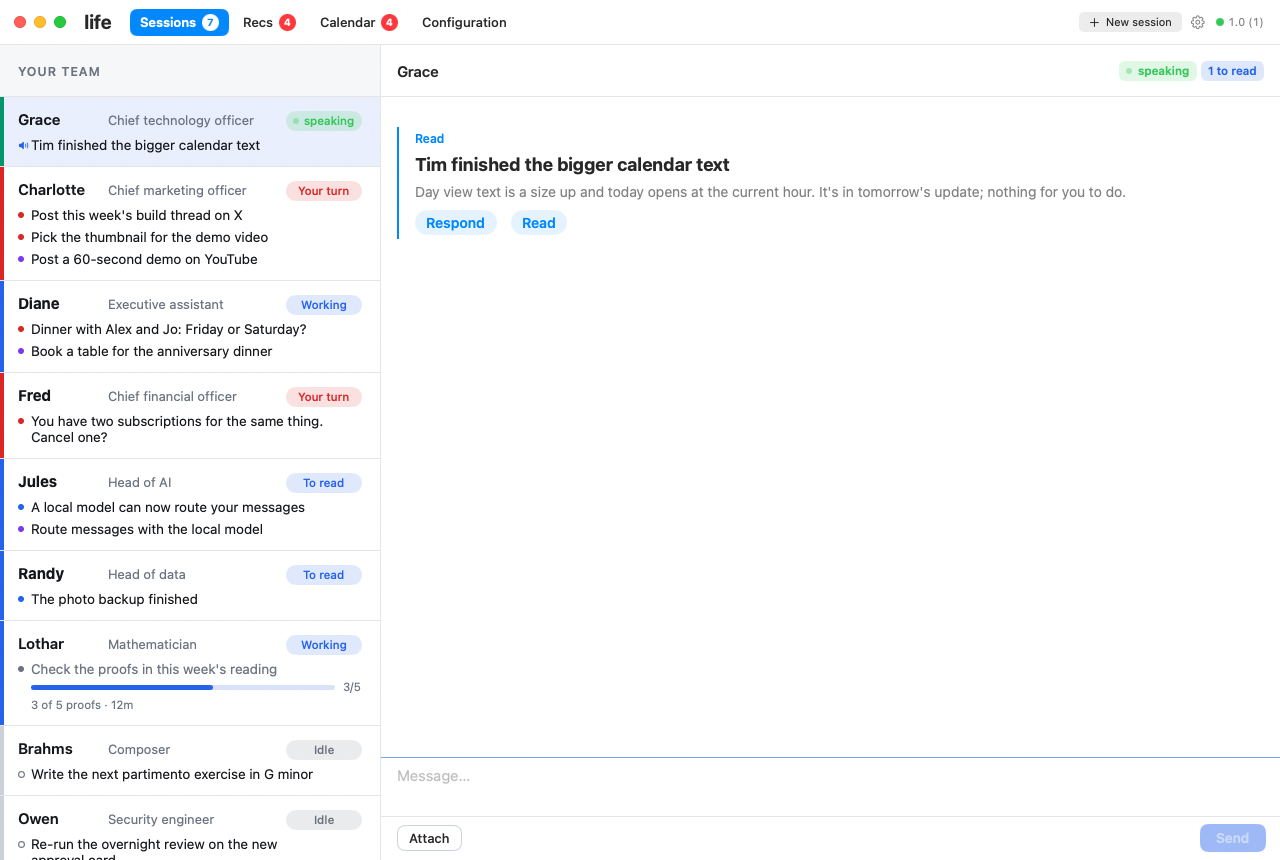 life
Sessions 7
Recs 4
Calendar 4
Configuration
+ New session
1.0 (1)
YOUR TEAM
Grace Chief technology officer speaking
Tim finished the bigger calendar text
Charlotte Chief marketing officer Your turn
Post this week's build thread on X
Pick the thumbnail for the demo video
Post a 60-second demo on YouTube
Diane Executive assistant Working
Dinner with Alex and Jo: Friday or Saturday?
Book a table for the anniversary dinner
Fred Chief financial officer Your turn
You have two subscriptions for the same thing.
Cancel one?
Jules Head of AI To read
A local model can now route your messages
Route messages with the local model
Randy Head of data To read
The photo backup finished
Lothar Mathematician Working
Check the proofs in this week's reading
3/5
3 of 5 proofs · 12m
Brahms Composer Idle
Write the next partimento exercise in G minor
Owen Security engineer Idle
Re-run the overnight review on the new
approval card
Grace speaking 1 to read
Read
Tim finished the bigger calendar text
Day view text is a size up and today opens at the current hour. It's in tomorrow's update; nothing for you to do.
Respond Read
Message...
Attach Send